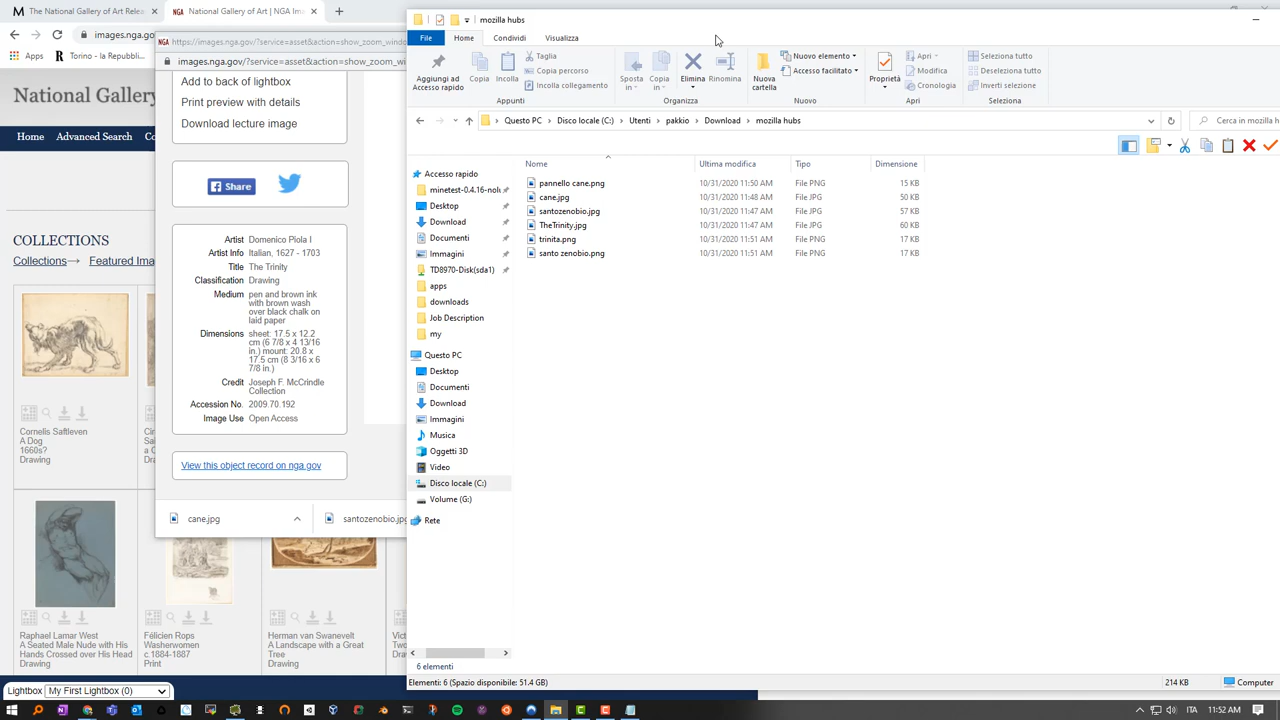 The National Gallery of Art Relea
NGA
National Gallery of Art | NGA Ima
images.nga
Apps
Torino - la Repubbli...
National Gallery
Home
Advanced Search
COLLECTIONS
Collections
Featured Ima
Cornelis Saftleven
A Dog
1660s?
Drawing
Raphael Lamar West
A Seated Male Nude with His
Hands Crossed over His Head
Drawing
Félicien Rops
Washerwomen
c.1884-1887
Print
Herman van Swanevelt
A Landscape with a Great
Tree
Drawing
Lightbox
My First Lightbox (0)
NGA
https://images.nga.gov/?service=asset&action=show_zoom_window
images.nga.gov/?service=asset&action=show_zoom_wi
Add to back of lightbox
Print preview with details
Download lecture image
Share
Artist Domenico Piola I
Artist Info Italian, 1627 - 1703
Title The Trinity
Classification Drawing
Medium pen and brown ink
with brown wash
over black chalk on
laid paper
Dimensions sheet: 17.5 x 12.2
cm (6 7/8 x 4 13/16
in.) mount: 20.8 x
17.5 cm (8 3/16 x 6
7/8 in.)
Credit Joseph F. McCrindle
Collection
Accession No. 2009.70.192
Image Use Open Access
View this object record on nga.gov
cane.jpg
santozenobio.jpg
mozilla hubs
File
Home
Condividi
Visualizza
Aggiungi ad
Accesso rapido
Copia
Incolla
Taglia
Copia percorso
Incolla collegamento
Appunti
Sposta
in
Copia
in
Elimina
Rinomina
Organizza
Nuova
cartella
Nuovo elemento
Accesso facilitato
Nuovo
Proprietà
Apri
Modifica
Cronologia
Apri
Seleziona tutto
Deseleziona tutto
Inverti selezione
Seleziona
Questo PC
Disco locale (C:)
Utenti
pakkio
Download
mozilla hubs
Cerca in mozilla
Accesso rapido
Desktop
Download
Documenti
Immagini
TD8970-Disk(sda1)
apps
downloads
Job Description
my
Questo PC
Desktop
Documenti
Download
Immagini
Musica
Oggetti 3D
Video
Disco locale (C:)
Volume (G:)
Rete
Nome Ultima modifica Tipo Dimensione
pannello cane.png 10/31/2020 11:50 AM File PNG 15 KB
cane.jpg 10/31/2020 11:48 AM File JPG 50 KB
santozenobio.jpg 10/31/2020 11:47 AM File JPG 57 KB
TheTrinity.jpg 10/31/2020 11:47 AM File JPG 60 KB
trinita.png 10/31/2020 11:51 AM File PNG 17 KB
santo zenobio.png 10/31/2020 11:51 AM File PNG 17 KB
6 elementi
Elementi: 6 (Spazio disponibile: 51.4 GB)
214 KB
Computer
ITA
11:52 AM